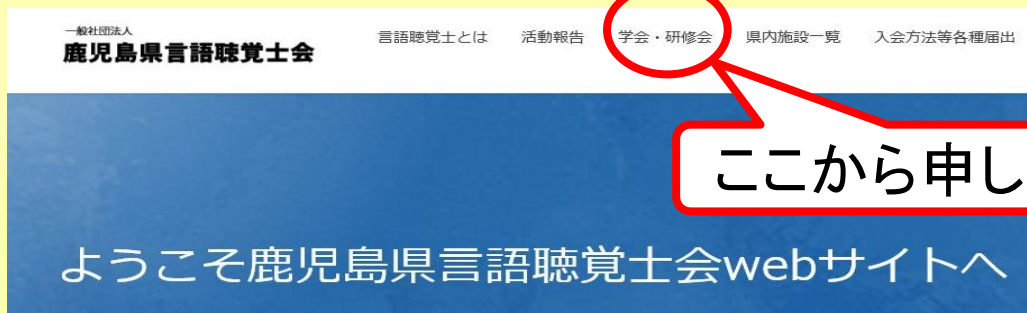 一般社団法人
鹿児島県言語聴覚士会
言語聴覚士とは 活動報告 学会・研修会 県内施設一覧 入会方法等各種届出
ここから申し
ようこそ鹿児島県言語聴覚士会webサイトへ